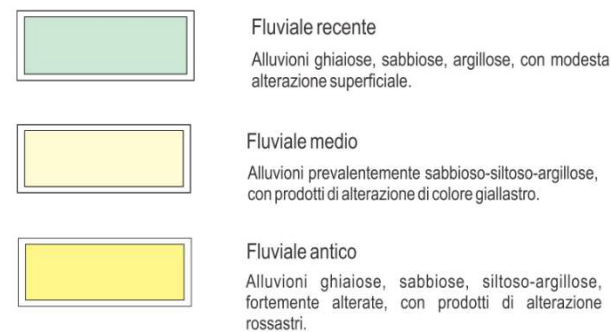 Fluviale recente
Alluvioni ghiaiose, sabbiose, argillose, con modesta
alterazione superficiale.
Fluviale medio
Alluvioni prevalentemente sabbioso-siltoso-argillose,
con prodotti di alterazione di colore giallastro.
Fluviale antico
Alluvioni ghiaiose, sabbiose, siltoso-argillose,
fortemente alterate, con prodotti di alterazione
rossastri.